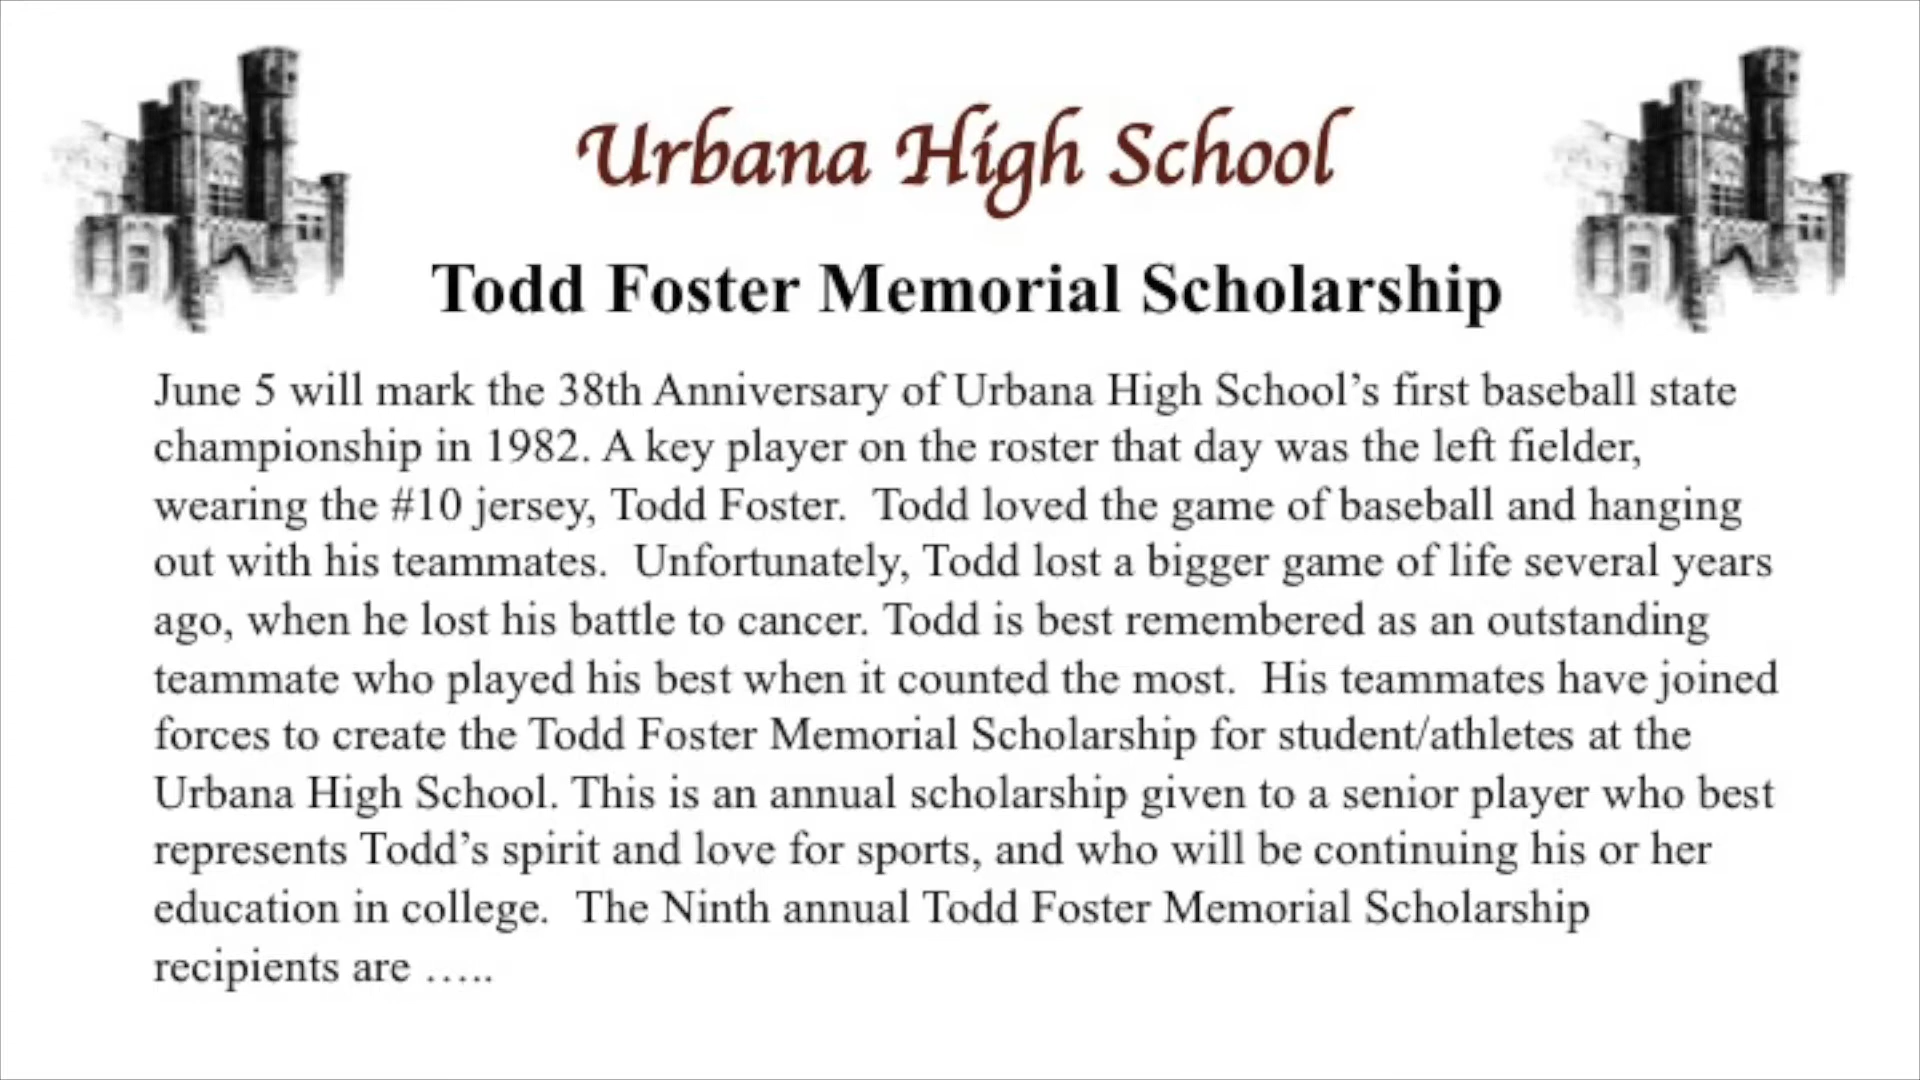 Urbana High School
Todd Foster Memorial Scholarship
June 5 will mark the 38th Anniversary of Urbana High School’s first baseball state
championship in 1982. A key player on the roster that day was the left fielder,
wearing the #10 jersey, Todd Foster.  Todd loved the game of baseball and hanging
out with his teammates.  Unfortunately, Todd lost a bigger game of life several years
ago, when he lost his battle to cancer. Todd is best remembered as an outstanding
teammate who played his best when it counted the most.  His teammates have joined
forces to create the Todd Foster Memorial Scholarship for student/athletes at the
Urbana High School. This is an annual scholarship given to a senior player who best
represents Todd’s spirit and love for sports, and who will be continuing his or her
education in college.  The Ninth annual Todd Foster Memorial Scholarship
recipients are …..